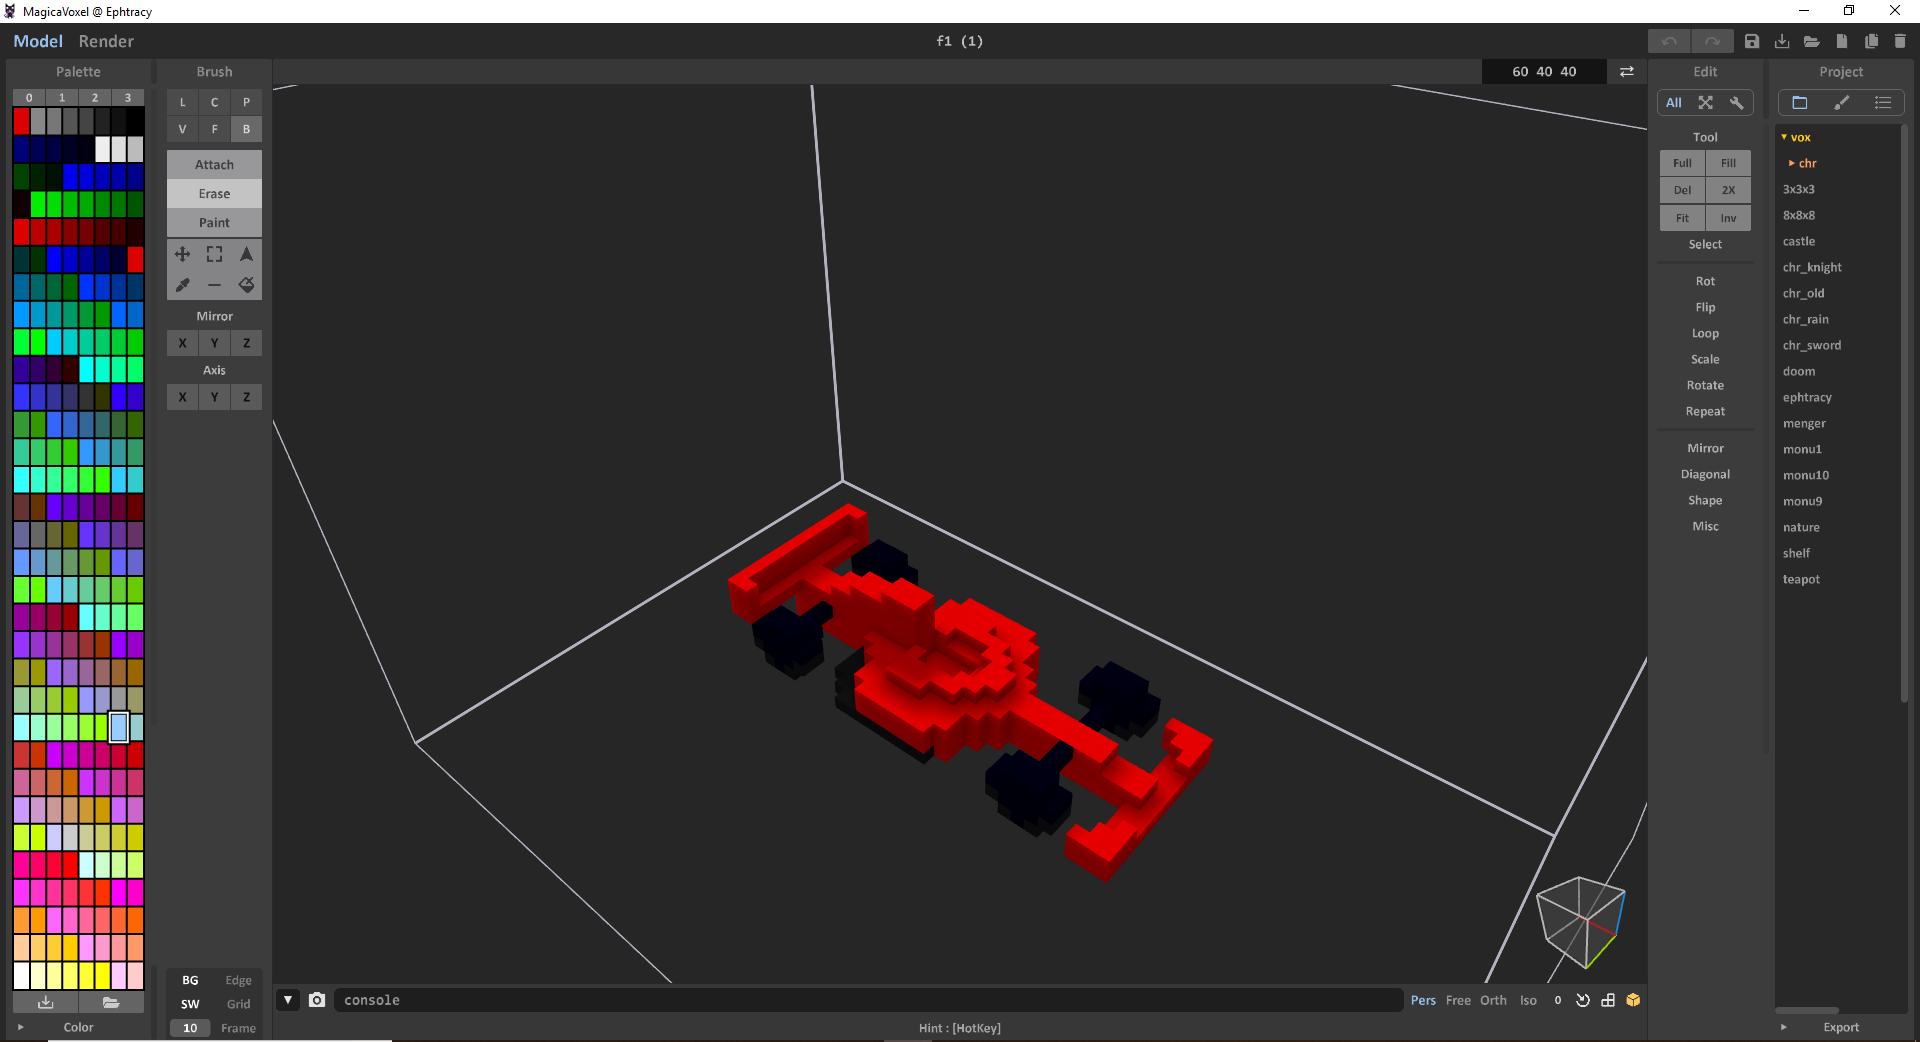 MagicaVoxel @ Ephtracy
Model Render
f1 (1)
Palette
Brush
60 40 40
Edit
Project
0 1 2 3
L C P
V F B
Attach
Erase
Paint
Mirror
X Y Z
Axis
X Y Z
All
Tool
Full Fill
Del 2X
Fit Inv
Select
Rot
Flip
Loop
Scale
Rotate
Repeat
Mirror
Diagonal
Shape
Misc
vox
chr
3x3x3
8x8x8
castle
chr_knight
chr_old
chr_rain
chr_sword
doom
ephtracy
menger
monu1
monu10
monu9
nature
shelf
teapot
BG Edge
SW Grid
10 Frame
Color
console
Pers Free Orth Iso 0
Hint : [HotKey]
Export